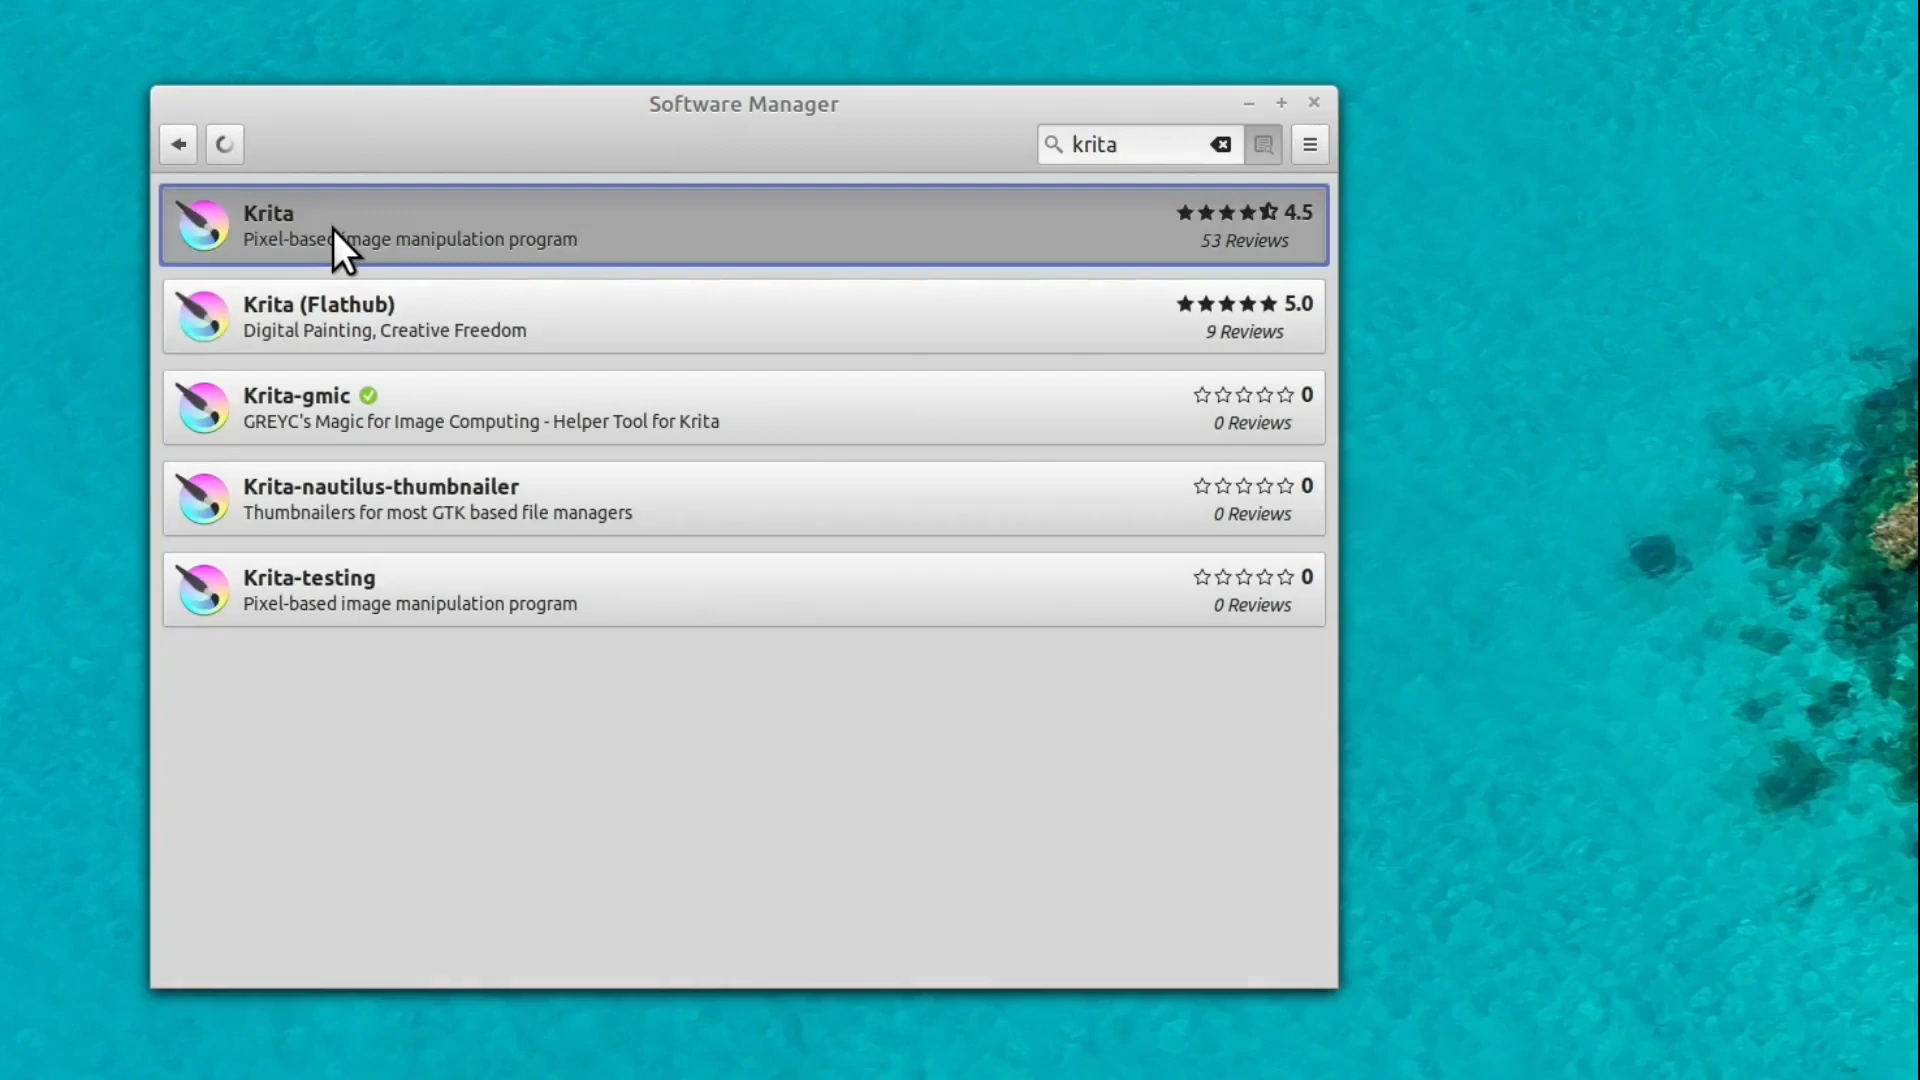 Software Manager
krita
Krita
Pixel-based image manipulation program
4.5
53 Reviews
Krita (Flathub)
Digital Painting, Creative Freedom
5.0
9 Reviews
Krita-gmic
GREYC's Magic for Image Computing - Helper Tool for Krita
0
0 Reviews
Krita-nautilus-thumbnailer
Thumbnailers for most GTK based file managers
0
0 Reviews
Krita-testing
Pixel-based image manipulation program
0
0 Reviews